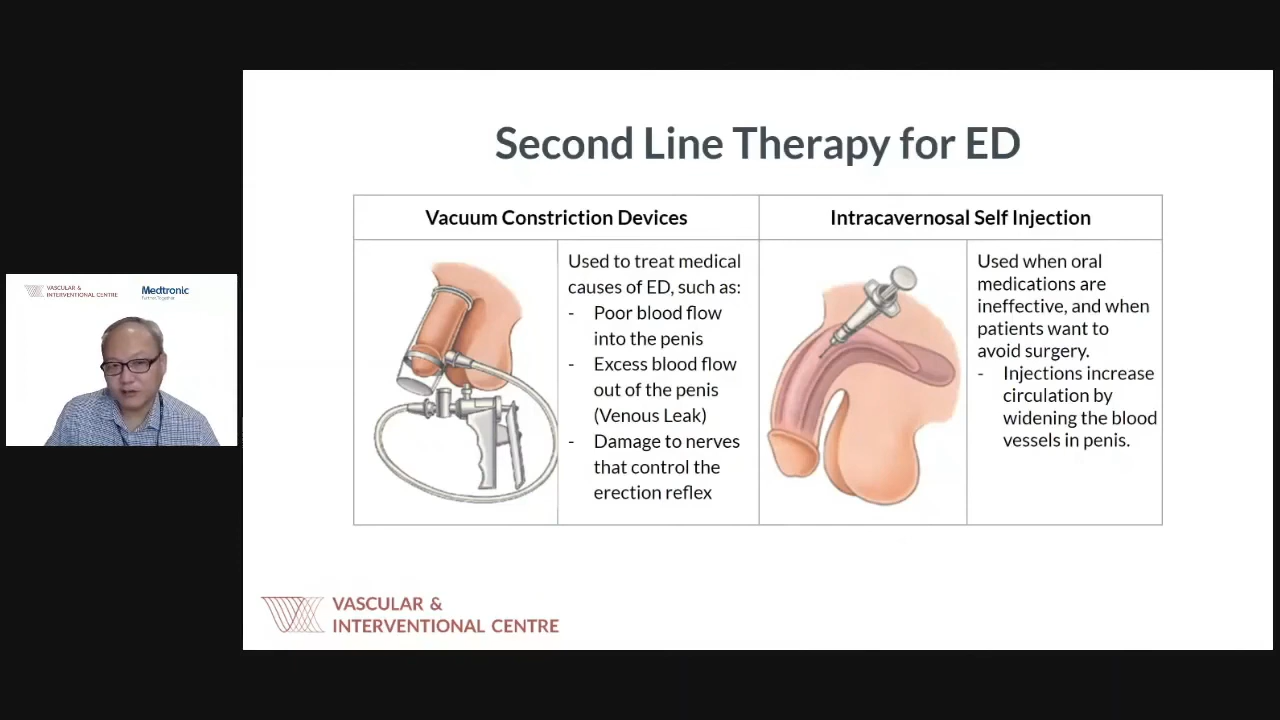 Second Line Therapy for ED
Vacuum Constriction Devices
Intracavernosal Self Injection
Used to treat medical
causes of ED, such as:
- Poor blood flow
into the penis
- Excess blood flow
out of the penis
(Venous Leak)
- Damage to nerves
that control the
erection reflex
Used when oral
medications are
ineffective, and when
patients want to
avoid surgery.
- Injections increase
circulation by
widening the blood
vessels in penis.
VASCULAR &
INTERVENTIONAL CENTRE
VASCULAR &
INTERVENTIONAL CENTRE
Medtronic